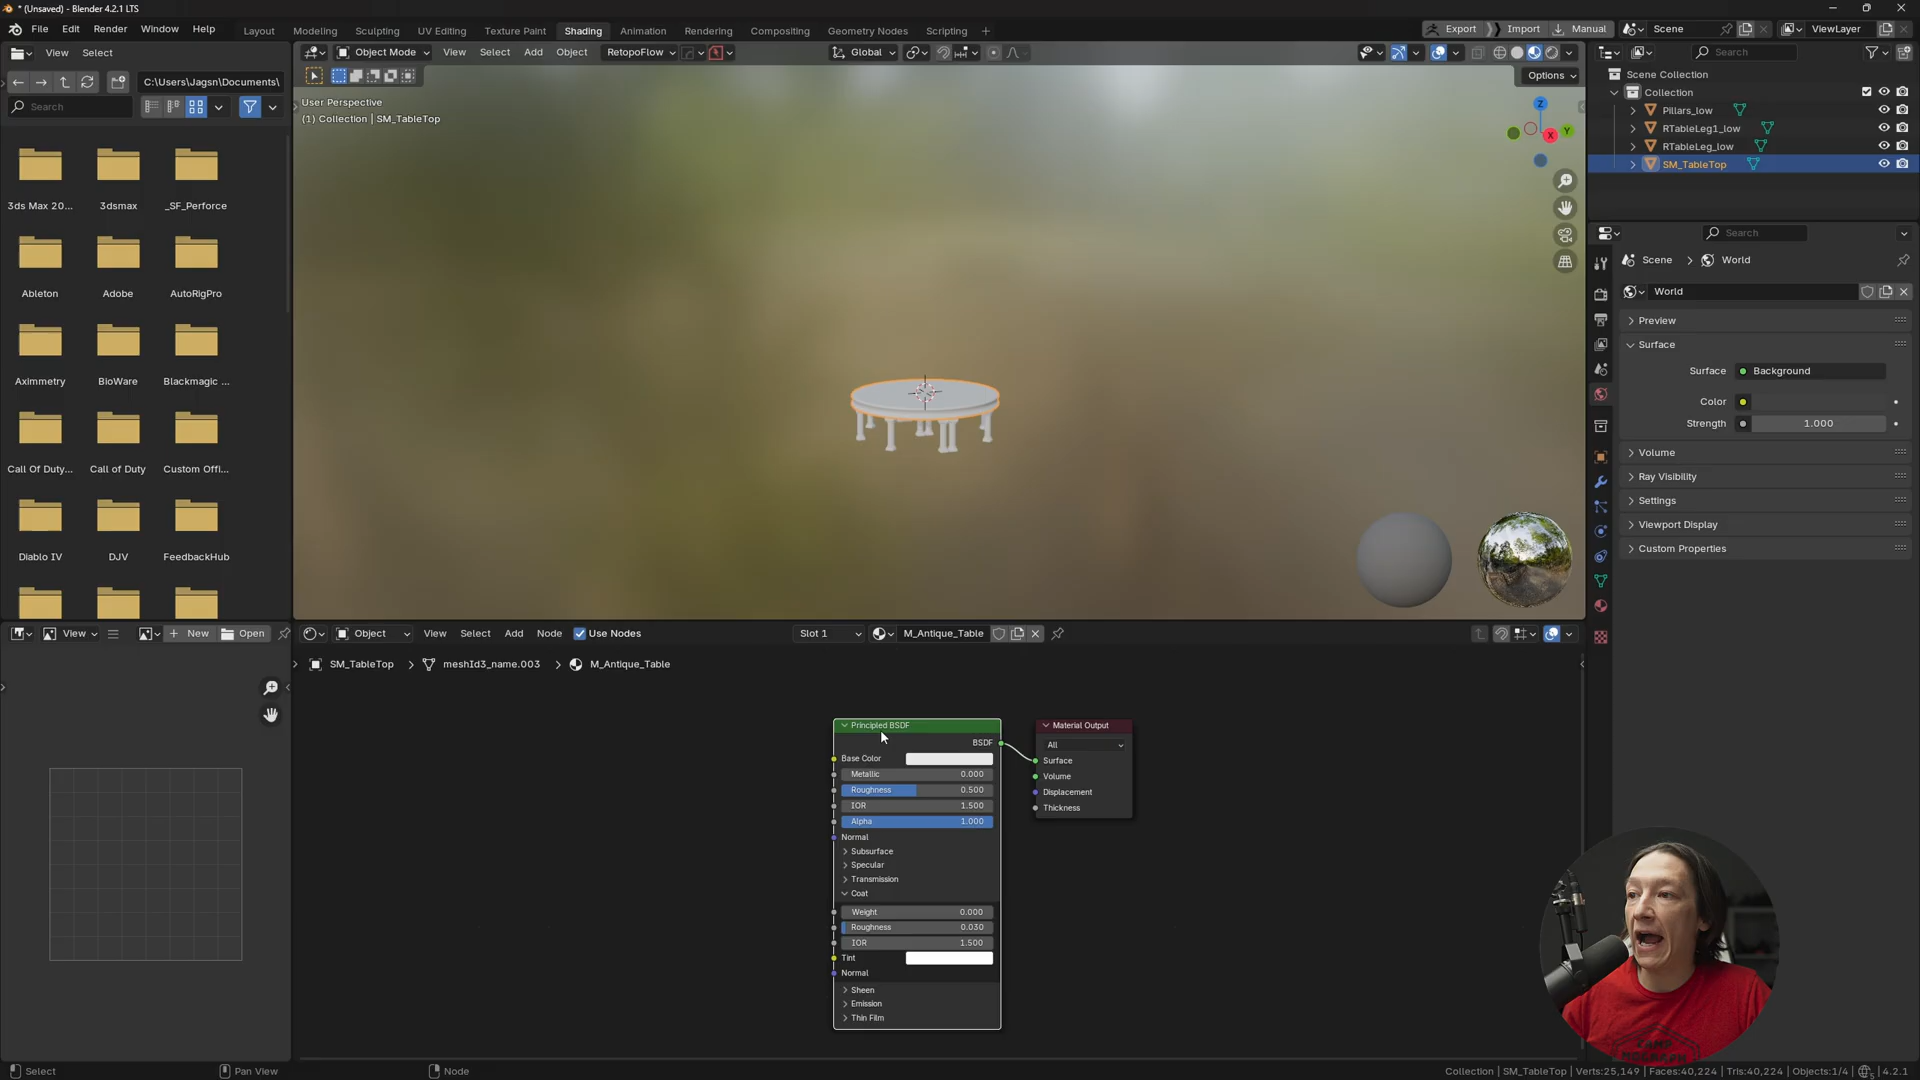 * (Unsaved) - Blender 4.2.1 LTS
File Edit Render Window Help Layout Modeling Sculpting UV Editing Texture Paint Shading Animation Rendering Compositing Geometry Nodes Scripting + Export Import Manual Scene ViewLayer
View Select
Object Mode View Select Add Object RetopoFlow Global
Search
C:\Users\Jagsn\Documents\
Search
Options
User Perspective
(1) Collection | SM_TableTop
Z
Y
X
3ds Max 20...
3dsmax
_SF_Perforce
Ableton
Adobe
AutoRigPro
Aximmetry
BioWare
Blackmagic ...
Call Of Duty...
Call of Duty
Custom Offi...
Diablo IV
DJV
FeedbackHub
Scene Collection
Collection
Pillars_low
RTableLeg1_low
RTableLeg_low
SM_TableTop
Search
Scene > World
World
Preview
Surface
Surface Background
Color
Strength 1.000
Volume
Ray Visibility
Settings
Viewport Display
Custom Properties
View New Open
Object View Select Add Node Use Nodes Slot 1 M_Antique_Table
SM_TableTop > meshId3_name.003 > M_Antique_Table
Principled BSDF
BSDF
Base Color
Metallic 0.000
Roughness 0.500
IOR 1.500
Alpha 1.000
Normal
Subsurface
Specular
Transmission
Coat
Weight 0.000
Roughness 0.030
IOR 1.500
Tint
Normal
Sheen
Emission
Thin Film
Material Output
All
Surface
Volume
Displacement
Thickness
CAMP
Select Pan View Node
Collection | SM_TableTop | Verts:25,149 | Faces:40,224 | Tris:40,224 | Objects:1/4 | 4.2.1